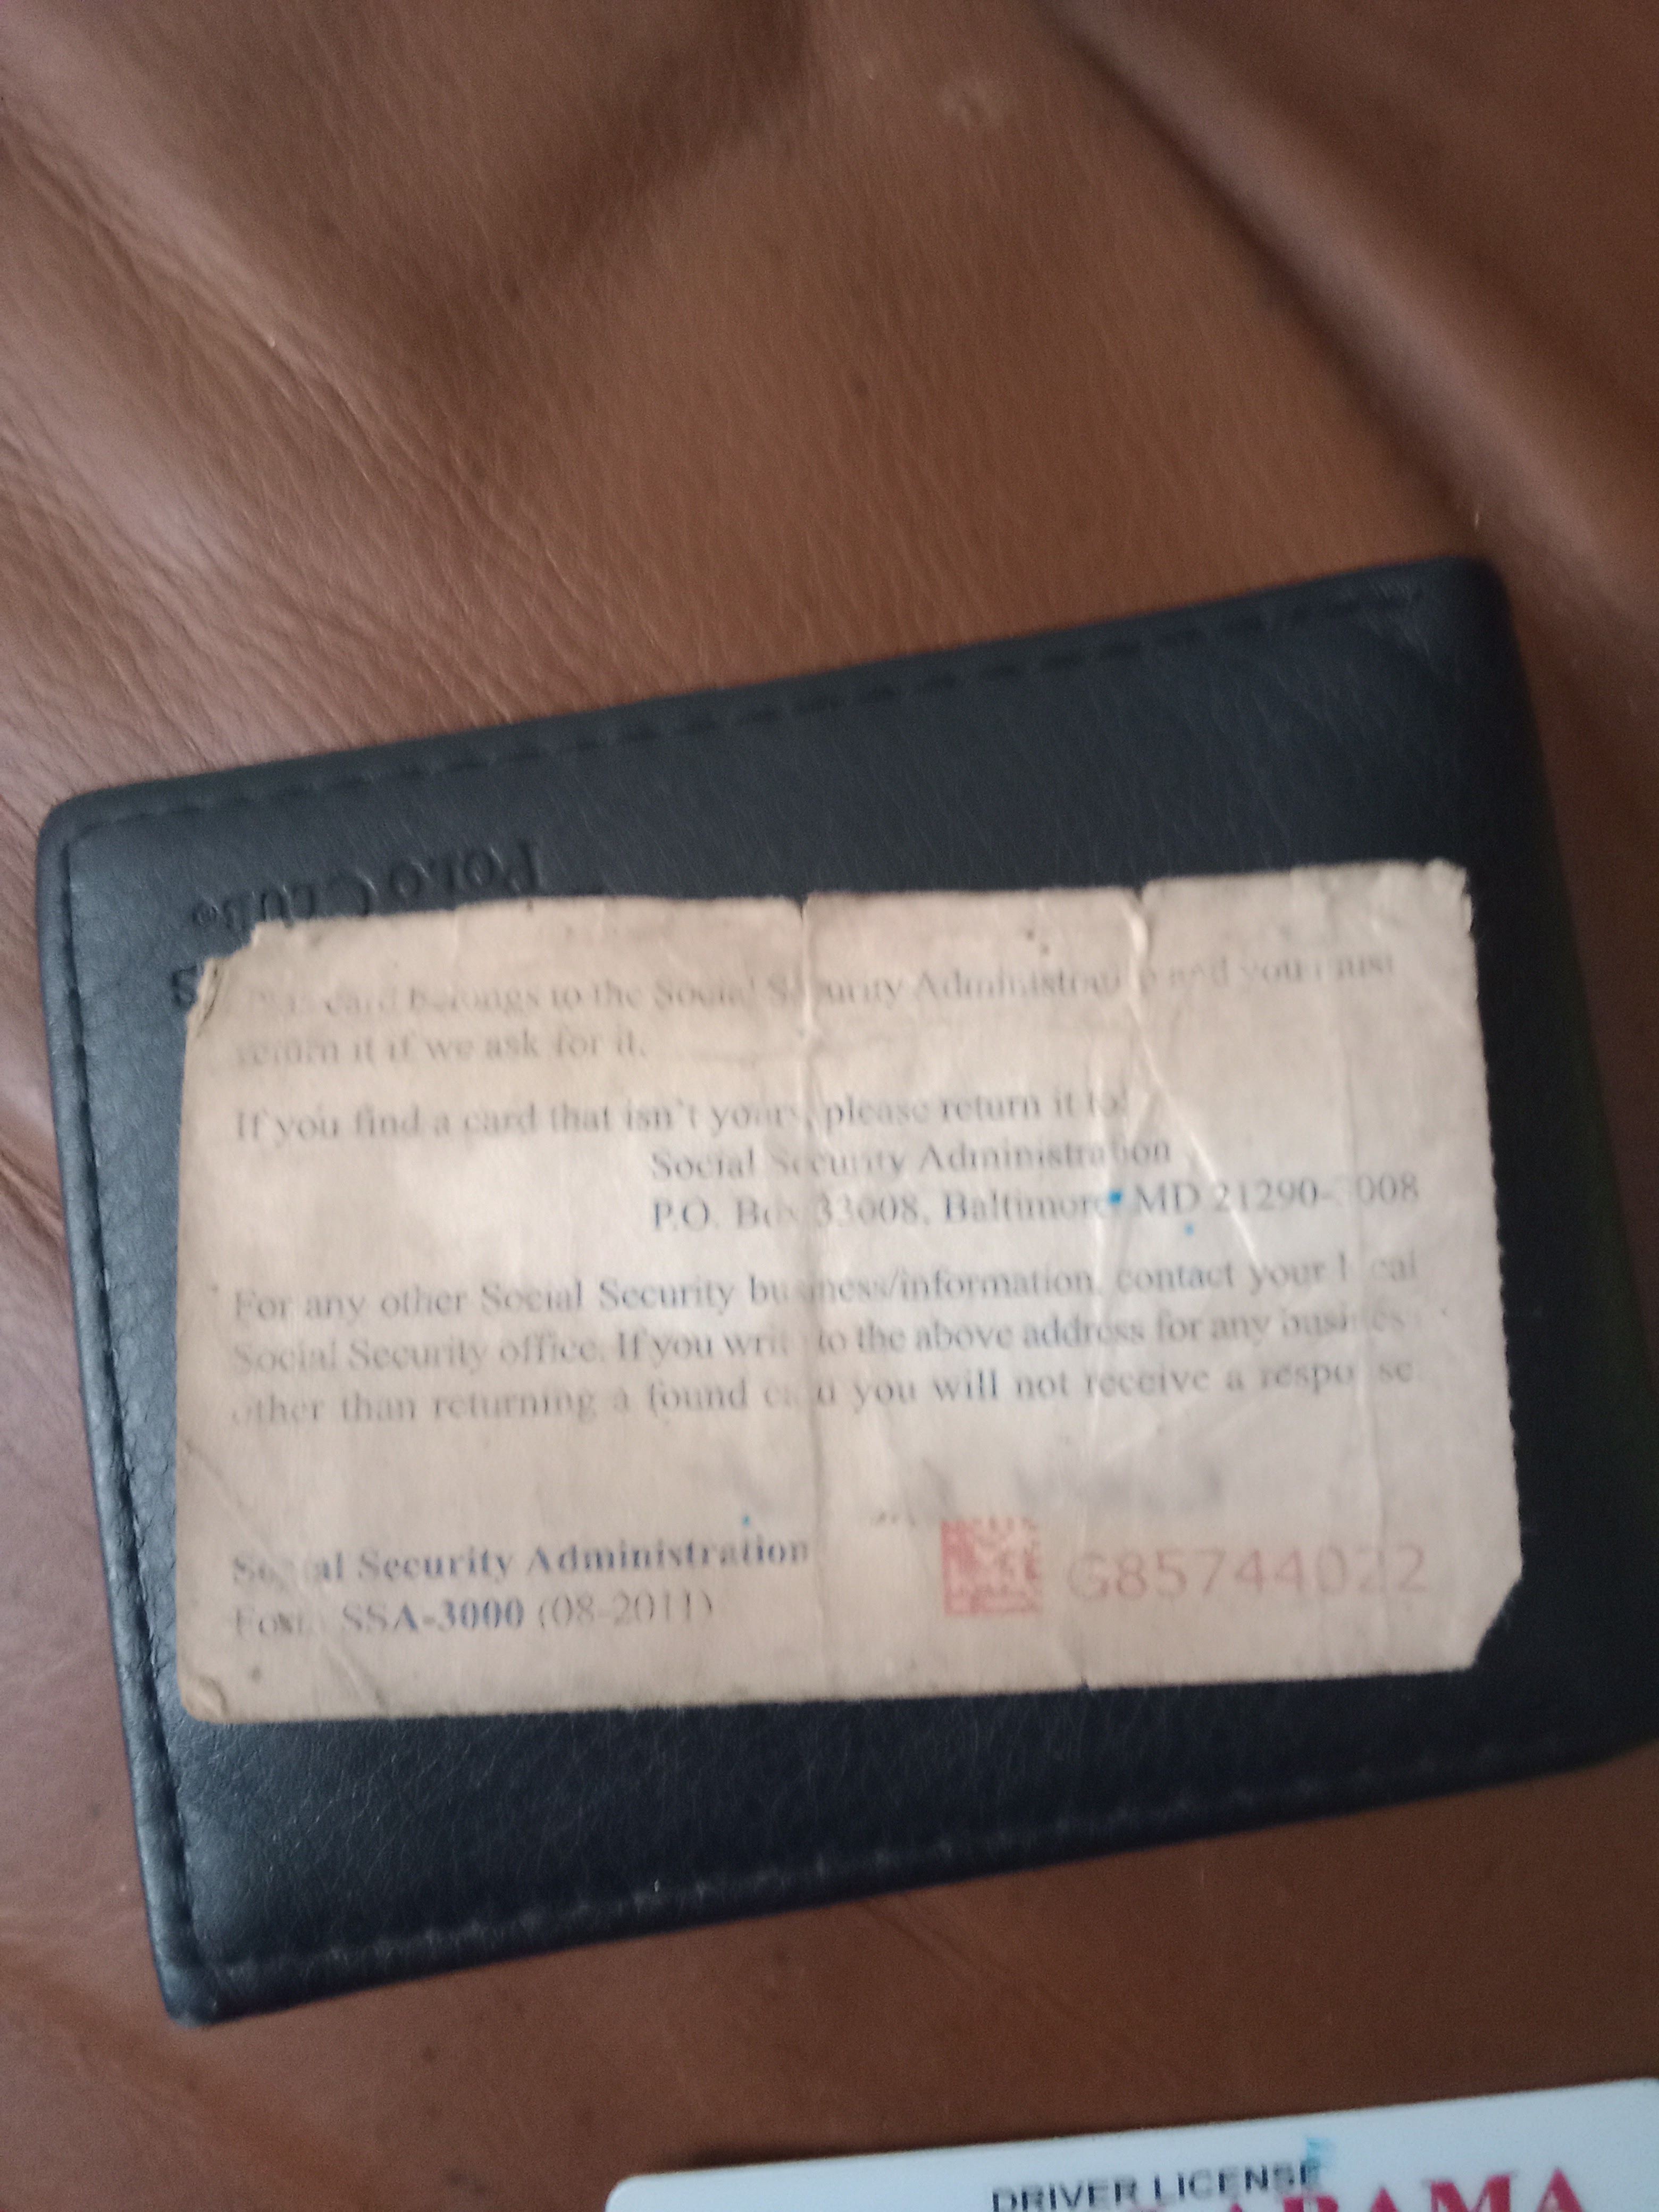 POLO CLUB®
S
This card belongs to the Social Security Administration and you must
return it if we ask for it.
If you find a card that isn't yours, please return it to:
Social Security Administration
P.O. Box 33008, Baltimore MD 21290-3008
For any other Social Security business/information, contact your local
Social Security office. If you write to the above address for any business
other than returning a found card you will not receive a response
Social Security Administration
Form SSA-3000 (08-2011)
G85744022
DRIVER LICENSE